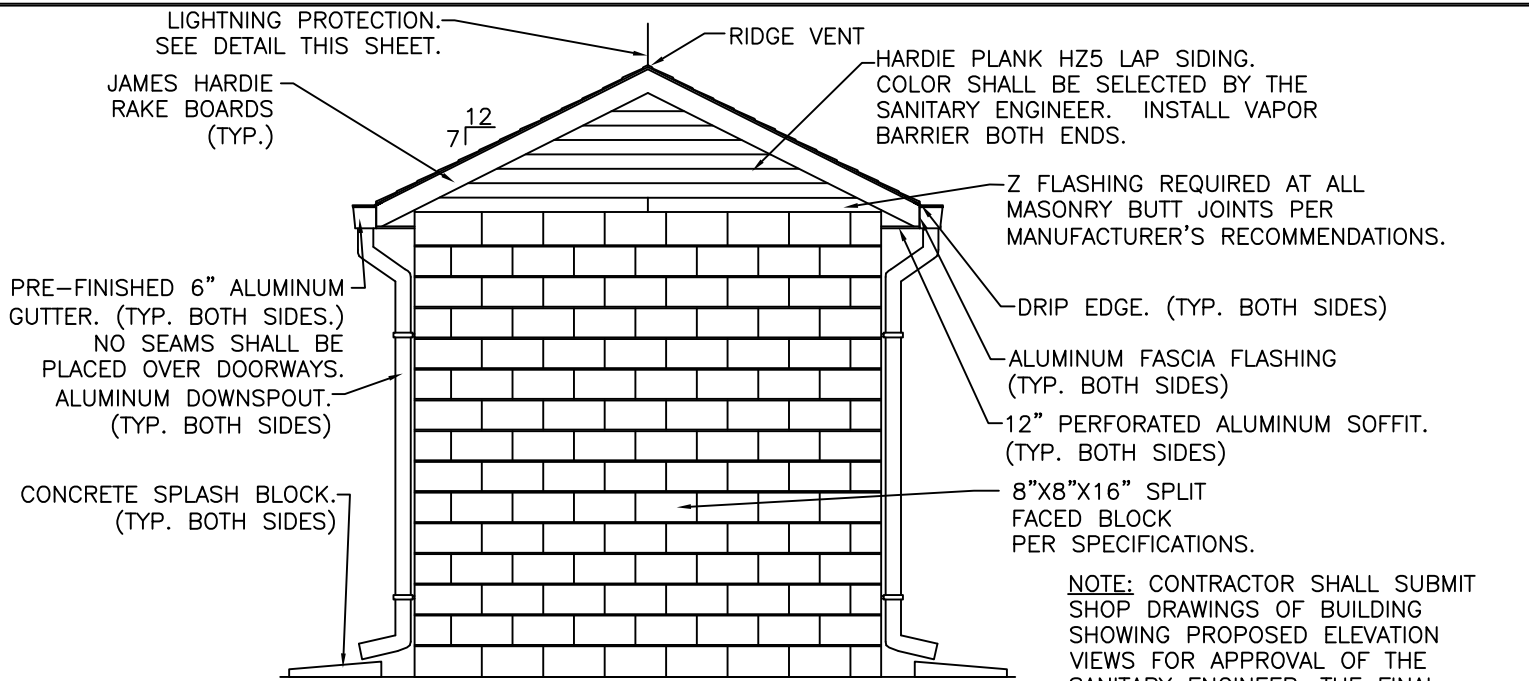 LIGHTNING PROTECTION.
SEE DETAIL THIS SHEET.
RIDGE VENT
JAMES HARDIE
RAKE BOARDS
(TYP.)
12
7
HARDIE PLANK HZ5 LAP SIDING.
COLOR SHALL BE SELECTED BY THE
SANITARY ENGINEER. INSTALL VAPOR
BARRIER BOTH ENDS.
Z FLASHING REQUIRED AT ALL
MASONRY BUTT JOINTS PER
MANUFACTURER'S RECOMMENDATIONS.
PRE-FINISHED 6" ALUMINUM
GUTTER. (TYP. BOTH SIDES.)
NO SEAMS SHALL BE
PLACED OVER DOORWAYS.
ALUMINUM DOWNSPOUT.
(TYP. BOTH SIDES)
DRIP EDGE. (TYP. BOTH SIDES)
ALUMINUM FASCIA FLASHING
(TYP. BOTH SIDES)
12" PERFORATED ALUMINUM SOFFIT.
(TYP. BOTH SIDES)
CONCRETE SPLASH BLOCK.
(TYP. BOTH SIDES)
8"X8"X16" SPLIT
FACED BLOCK
PER SPECIFICATIONS.
NOTE: CONTRACTOR SHALL SUBMIT
SHOP DRAWINGS OF BUILDING
SHOWING PROPOSED ELEVATION
VIEWS FOR APPROVAL OF THE
SANITARY ENGINEER. THE FINAL